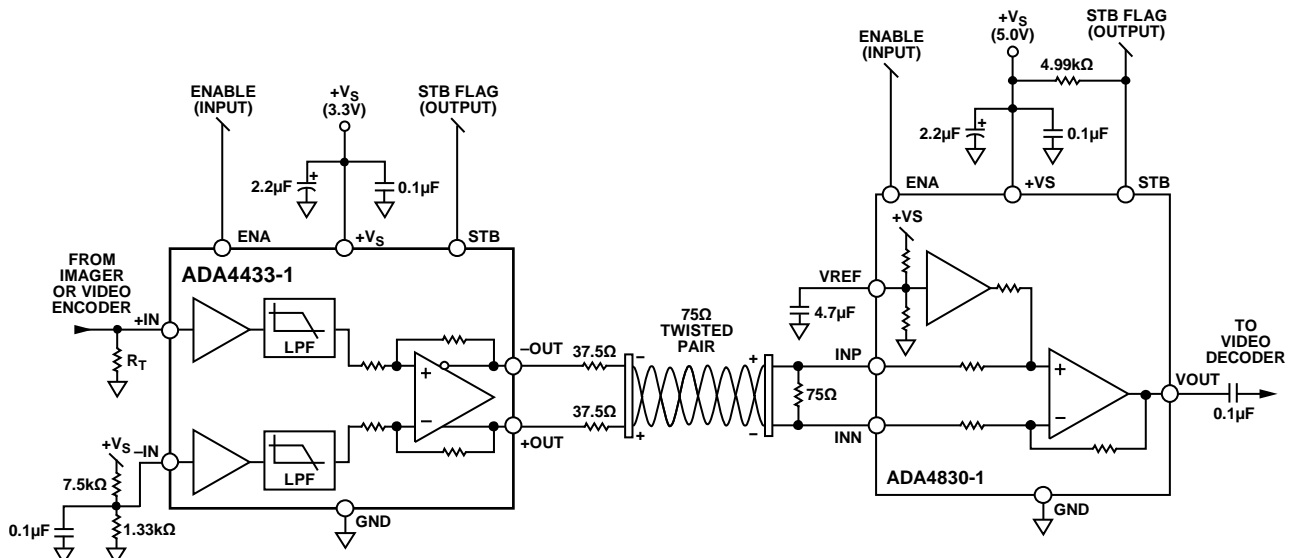 ENABLE
(INPUT)
+VS
(3.3V)
STB FLAG
(OUTPUT)
2.2µF
+
0.1µF
ENA
+VS
STB
FROM
IMAGER
OR VIDEO
ENCODER
ADA4433-1
+IN
RT
LPF
+
–
–OUT
+OUT
37.5Ω
37.5Ω
+VS
–IN
LPF
7.5kΩ
0.1µF
1.33kΩ
GND
75Ω
TWISTED
PAIR
–
+
+
–
75Ω
ENABLE
(INPUT)
+VS
(5.0V)
STB FLAG
(OUTPUT)
4.99kΩ
2.2µF
+
0.1µF
ENA
+VS
STB
+VS
VREF
4.7µF
INP
INN
+
–
VOUT
TO
VIDEO
DECODER
0.1µF
ADA4830-1
GND